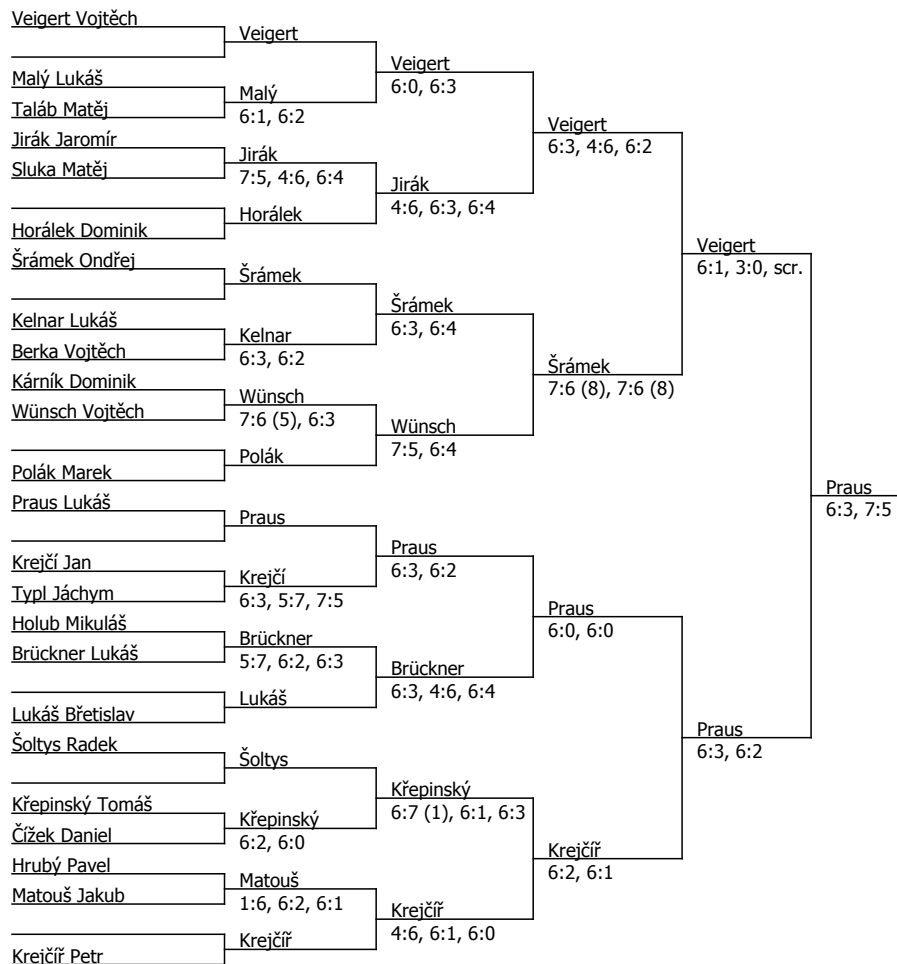 Veigert Vojtěch
Malý Lukáš
Taláb Matěj
Jirák Jaromír
Sluka Matěj
Horálek Dominik
Šrámek Ondřej
Kelnar Lukáš
Berka Vojtěch
Kárník Dominik
Wünsch Vojtěch
Polák Marek
Praus Lukáš
Krejčí Jan
Typl Jáchym
Holub Mikuláš
Brückner Lukáš
Lukáš Břetislav
Šoltys Radek
Křepinský Tomáš
Čížek Daniel
Hrubý Pavel
Matouš Jakub
Krejčíř Petr
Veigert
Malý
6:1, 6:2
Jirák
7:5, 4:6, 6:4
Horálek
Šrámek
Kelnar
6:3, 6:2
Wünsch
7:6 (5), 6:3
Polák
Praus
Krejčí
6:3, 5:7, 7:5
Brückner
5:7, 6:2, 6:3
Lukáš
Šoltys
Křepinský
6:2, 6:0
Matouš
1:6, 6:2, 6:1
Krejčíř
Veigert
6:0, 6:3
Jirák
4:6, 6:3, 6:4
Šrámek
6:3, 6:4
Wünsch
7:5, 6:4
Praus
6:3, 6:2
Brückner
6:3, 4:6, 6:4
Křepinský
6:7 (1), 6:1, 6:3
Krejčíř
4:6, 6:1, 6:0
Veigert
6:3, 4:6, 6:2
Šrámek
7:6 (8), 7:6 (8)
Praus
6:0, 6:0
Krejčíř
6:2, 6:1
Veigert
6:1, 3:0, scr.
Praus
6:3, 6:2
Praus
6:3, 7:5